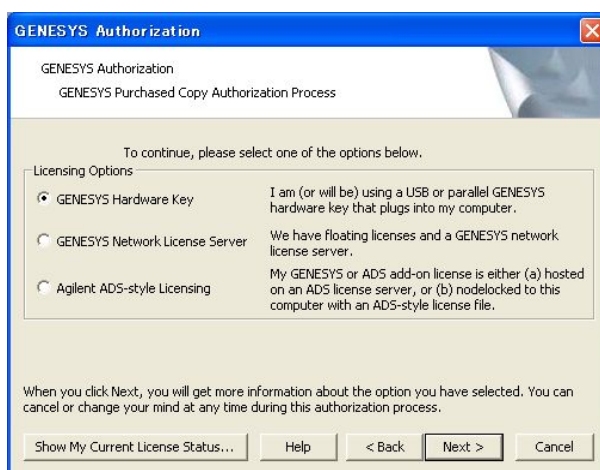 GENESYS Authorization
GENESYS Authorization
GENESYS Purchased Copy Authorization Process
To continue, please select one of the options below.
Licensing Options
GENESYS Hardware Key
I am (or will be) using a USB or parallel GENESYS
hardware key that plugs into my computer.
GENESYS Network License Server
We have floating licenses and a GENESYS network
license server.
Agilent ADS-style Licensing
My GENESYS or ADS add-on license is either (a) hosted
on an ADS license server, or (b) nodelocked to this
computer with an ADS-style license file.
When you click Next, you will get more information about the option you have selected. You can
cancel or change your mind at any time during this authorization process.
Show My Current License Status...
Help
< Back
Next >
Cancel